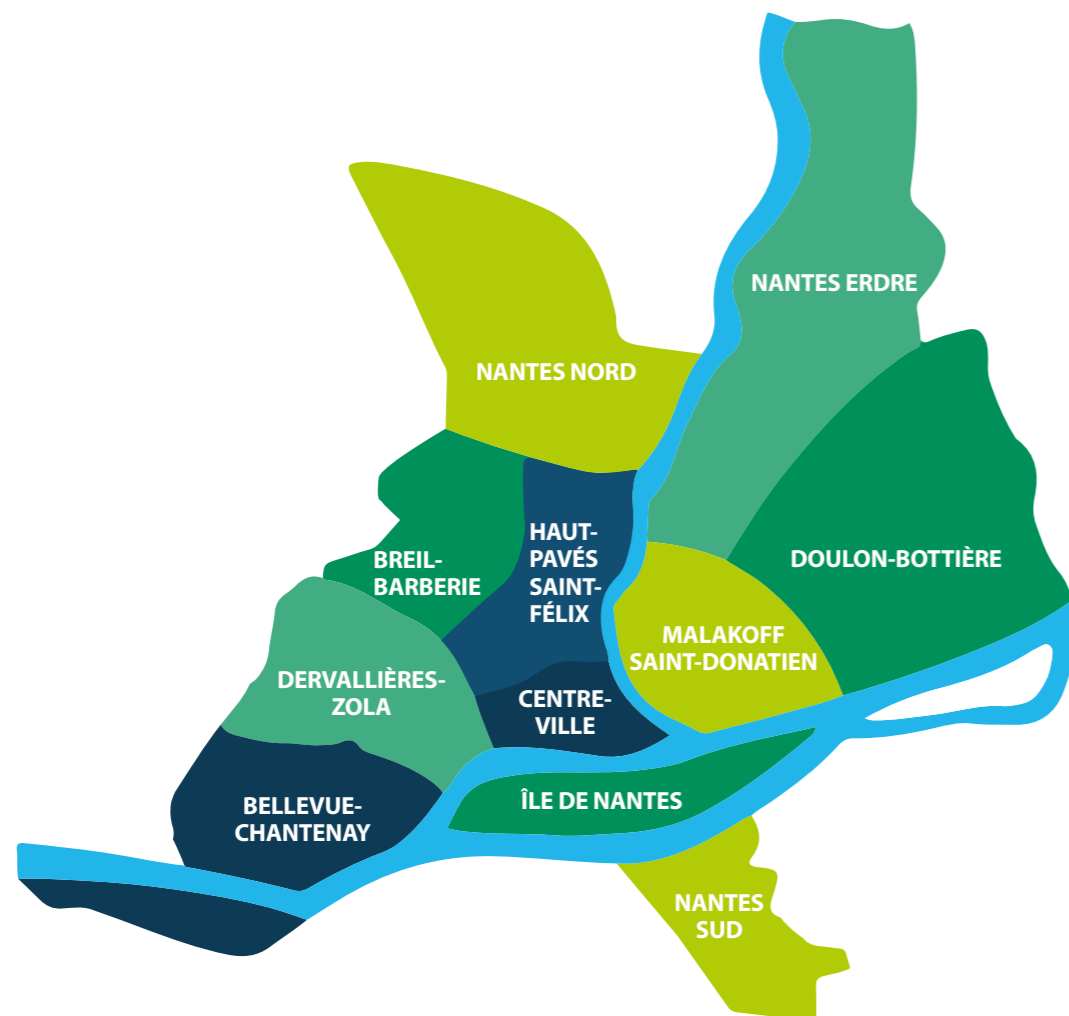 NANTES ERDRE
NANTES NORD
HAUT-
PAVÉS
SAINT-
FÉLIX
BREIL-
BARBERIE
DOULON-BOTTIÈRE
MALAKOFF
SAINT-DONATIEN
DERVALLIÈRES-
ZOLA
CENTRE-
VILLE
ÎLE DE NANTES
BELLEVUE-
CHANTENAY
NANTES
SUD